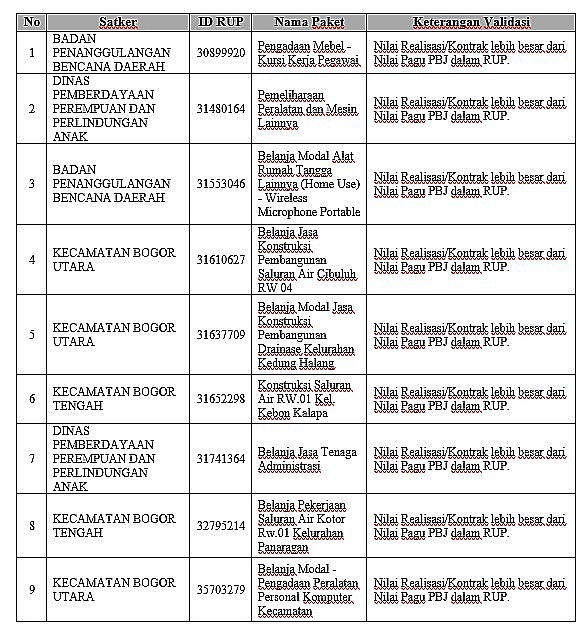 No Satker ID RUP Nama Paket Keterangan Validasi
1 BADAN PENANGGULANGAN BENCANA DAERAH 30899920 Pengadaan Mebel - Kursi Kerja Pegawai Nilai Realisasi/Kontrak lebih besar dari Nilai Pagu PBJ dalam RUP.
2 DINAS PEMBERDAYAAN PEREMPUAN DAN PERLINDUNGAN ANAK 31480164 Pemeliharaan Peralatan dan Mesin Lainnya Nilai Realisasi/Kontrak lebih besar dari Nilai Pagu PBJ dalam RUP.
3 BADAN PENANGGULANGAN BENCANA DAERAH 31553046 Belanja Modal Alat Rumah Tangga Lainnya (Home Use) - Wireless Microphone Portable Nilai Realisasi/Kontrak lebih besar dari Nilai Pagu PBJ dalam RUP.
4 KECAMATAN BOGOR UTARA 31610627 Belanja Jasa Konstruksi Pembangunan Saluran Air Cibuluh RW 04 Nilai Realisasi/Kontrak lebih besar dari Nilai Pagu PBJ dalam RUP.
5 KECAMATAN BOGOR UTARA 31637709 Belanja Modal Jasa Konstruksi Pembangunan Drainase Kelurahan Kedung Halang Nilai Realisasi/Kontrak lebih besar dari Nilai Pagu PBJ dalam RUP.
6 KECAMATAN BOGOR TENGAH 31652298 Konstruksi Saluran Air RW.01 Kel. Kebon Kalapa Nilai Realisasi/Kontrak lebih besar dari Nilai Pagu PBJ dalam RUP.
7 DINAS PEMBERDAYAAN PEREMPUAN DAN PERLINDUNGAN ANAK 31741364 Belanja Jasa Tenaga Administrasi Nilai Realisasi/Kontrak lebih besar dari Nilai Pagu PBJ dalam RUP.
8 KECAMATAN BOGOR TENGAH 32795214 Belanja Pekerjaan Saluran Air Kotor Rw.01 Kelurahan Panaragan Nilai Realisasi/Kontrak lebih besar dari Nilai Pagu PBJ dalam RUP.
9 KECAMATAN BOGOR UTARA 35703279 Belanja Modal - Pengadaan Peralatan Personal Komputer Kecamatan Nilai Realisasi/Kontrak lebih besar dari Nilai Pagu PBJ dalam RUP.